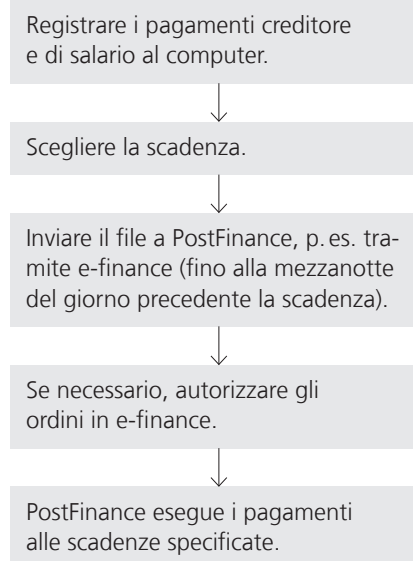 Registrare i pagamenti creditore
e di salario al computer.
Scegliere la scadenza.
Inviare il file a PostFinance, p. es. tra-
mite e-finance (fino alla mezzanotte
del giorno precedente la scadenza).
Se necessario, autorizzare gli
ordini in e-finance.
PostFinance esegue i pagamenti
alle scadenze specificate.